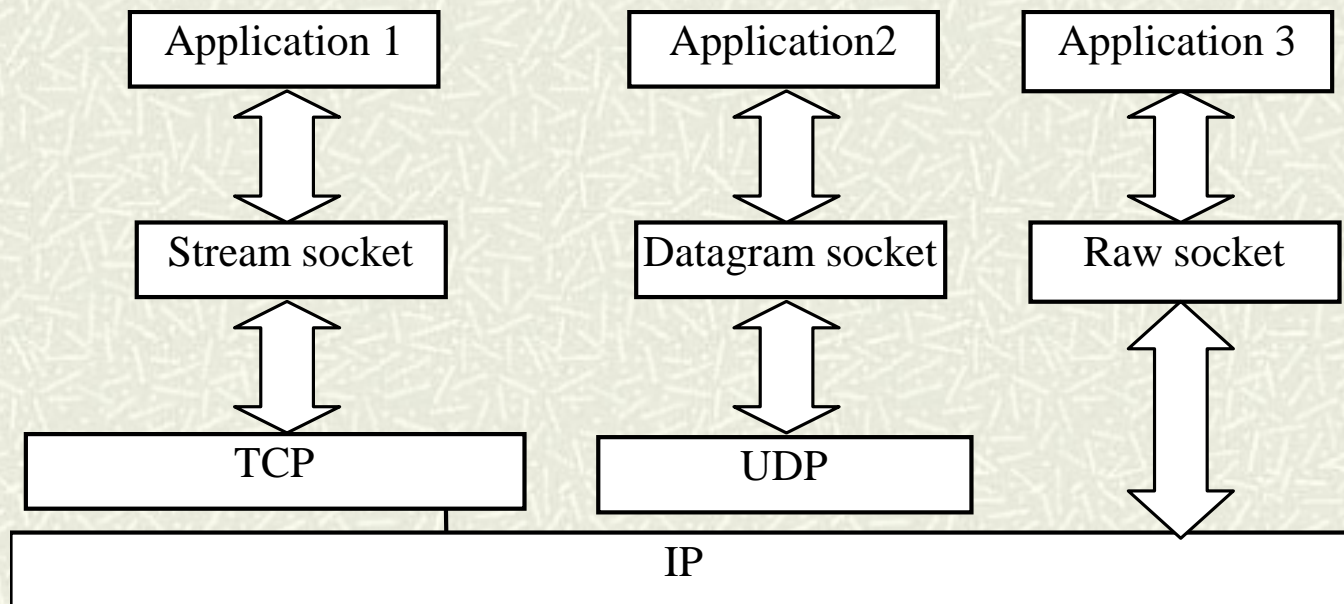 Application 1
Application2
Application 3
Stream socket
Datagram socket
Raw socket
TCP
UDP
IP